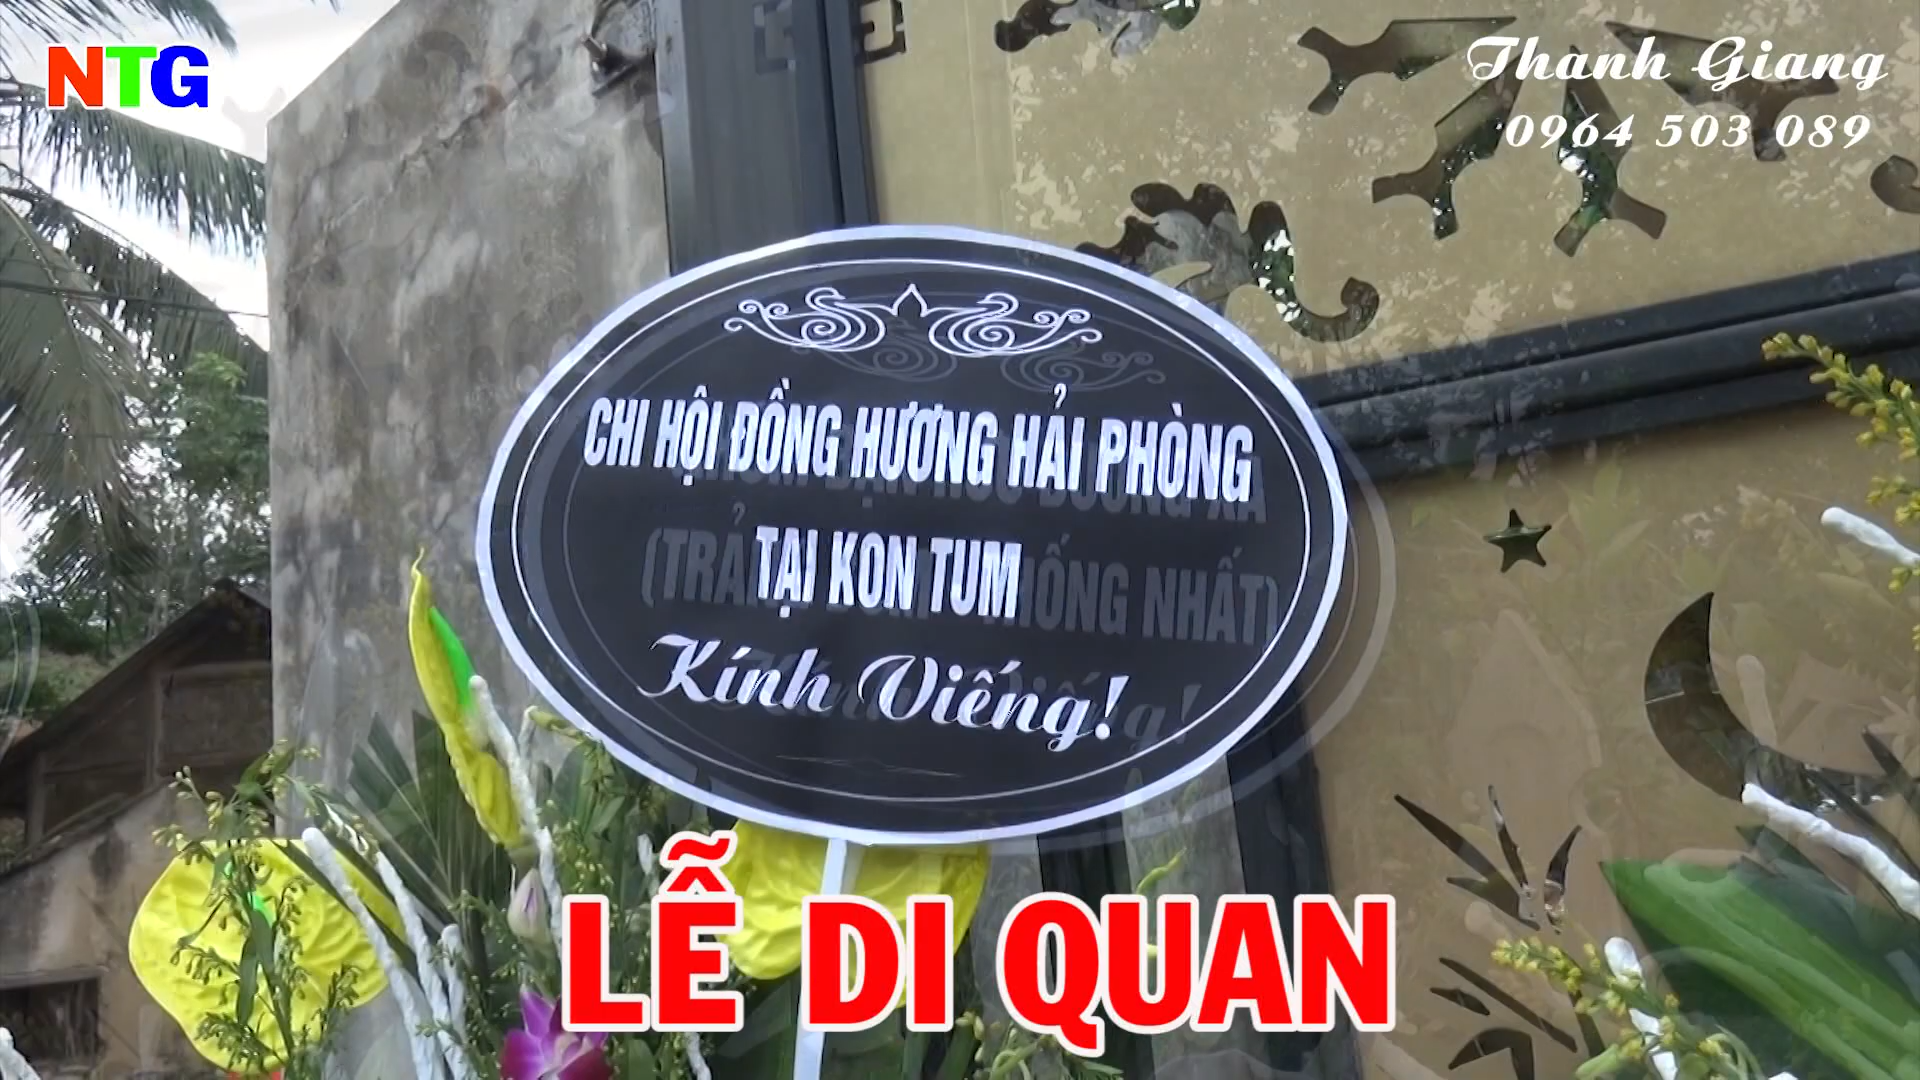 NTG
Thanh Giang
0964 503 089
CHI HỘI ĐỒNG HƯƠNG HẢI PHÒNG
TẠI KON TUM
Kính Viếng!
NHẤT)
LỄ DI QUAN